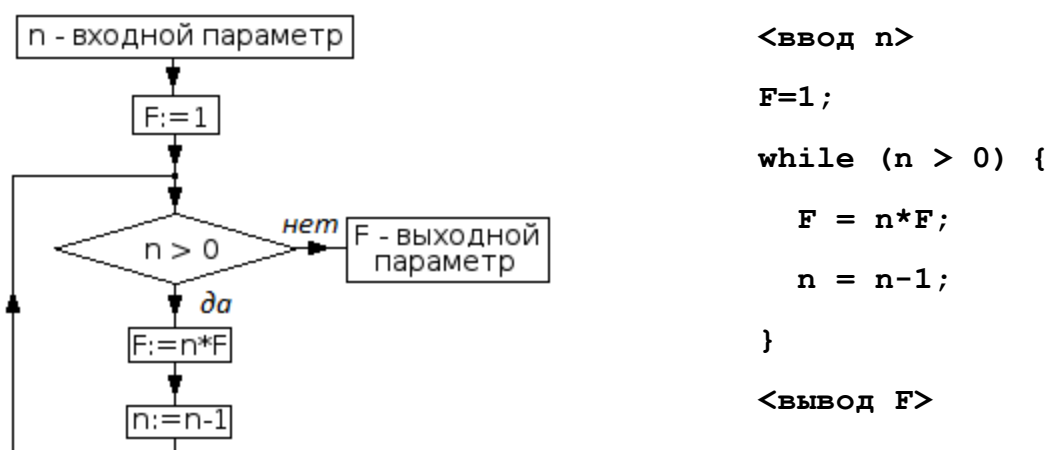 n - входной параметр
F:=1
n > 0
нет
F - выходной
параметр
да
F:=n*F
n:=n-1
<ввод n>
F=1;
while (n > 0) {
F = n*F;
n = n-1;
}
<вывод F>